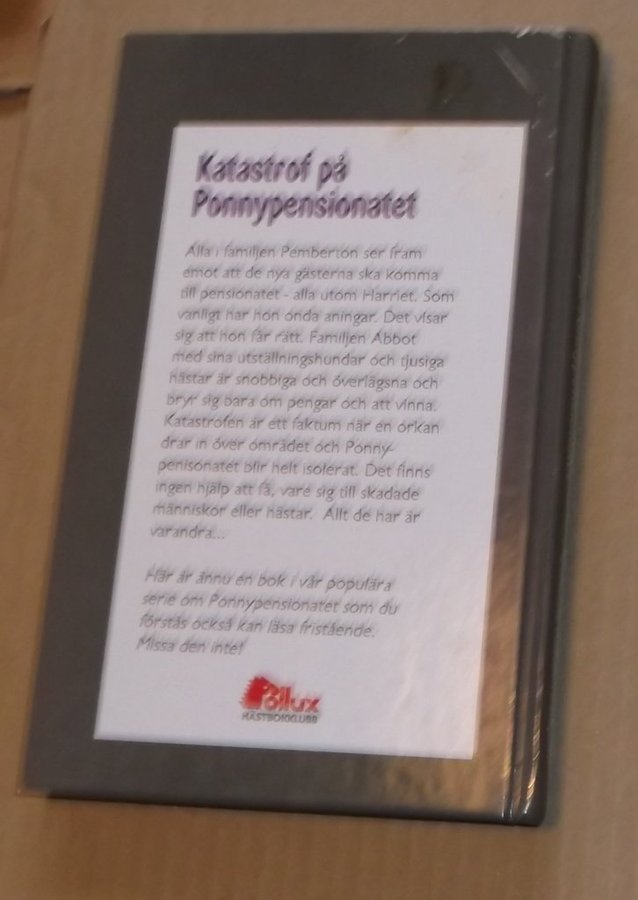 Katastrof på
Ponnypensionatet
Alla i familjen Pemberton ser fram
emot att de nya gästerna ska komma
till pensionatet - alla utom Harriet. Som
vanligt har hon onda aningar. Det visar
sig att hon får rätt. Familjen Abbot
med sina utställningshundar och tjusiga
hästar är snobbiga och överlägsna och
bryr sig bara om pengar och att vinna.
Katastrofen är ett faktum när en orkan
drar in över området och Ponny-
penisonatet blir helt isolerat. Det finns
ingen hjälp att få, vare sig till skadade
människor eller hästar. Allt de har är
varandra...
Här är ännu en bok i vår populära
serie om Ponnypensionatet som du
förstås också kan läsa fristående.
Missa den inte!
Pollux
HÄSTBOKKLUBB